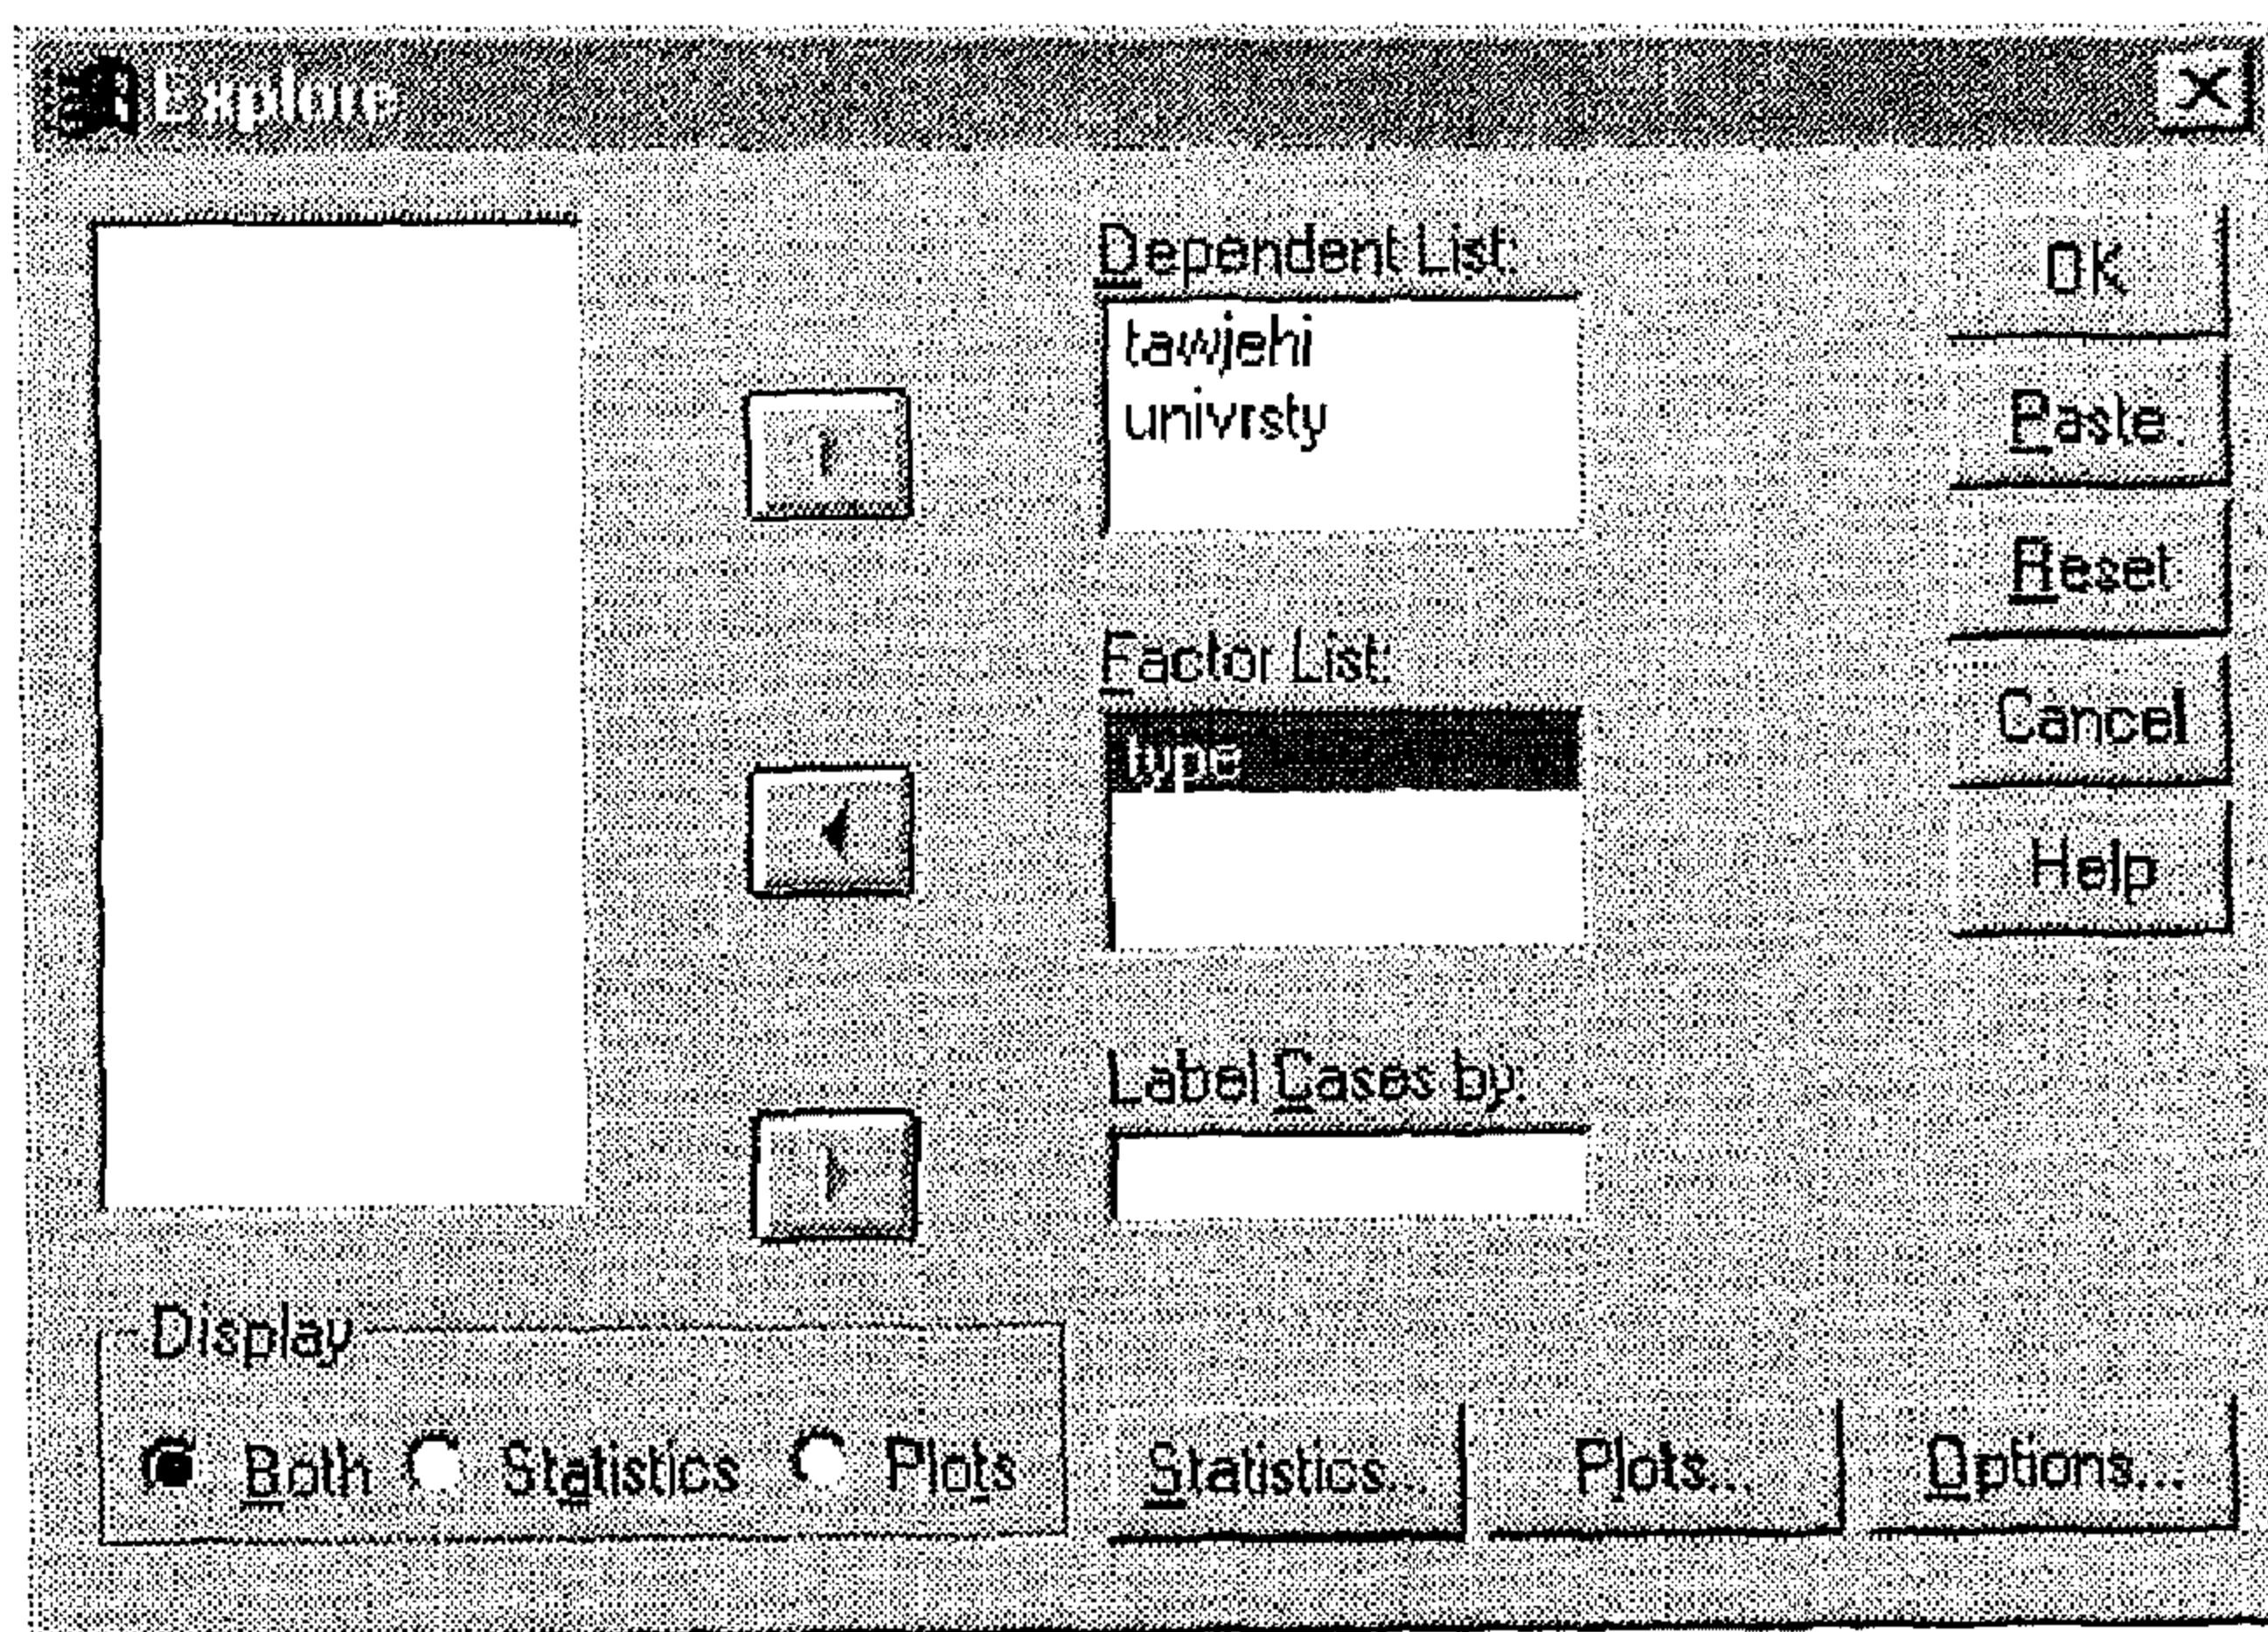 Explore
Dependent List:
tawjehi
univrsty
Factor List:
type
Label Cases by:
OK
Paste
Reset
Cancel
Help
Display
Both Statistics Plots
Statistics... Plots... Options...